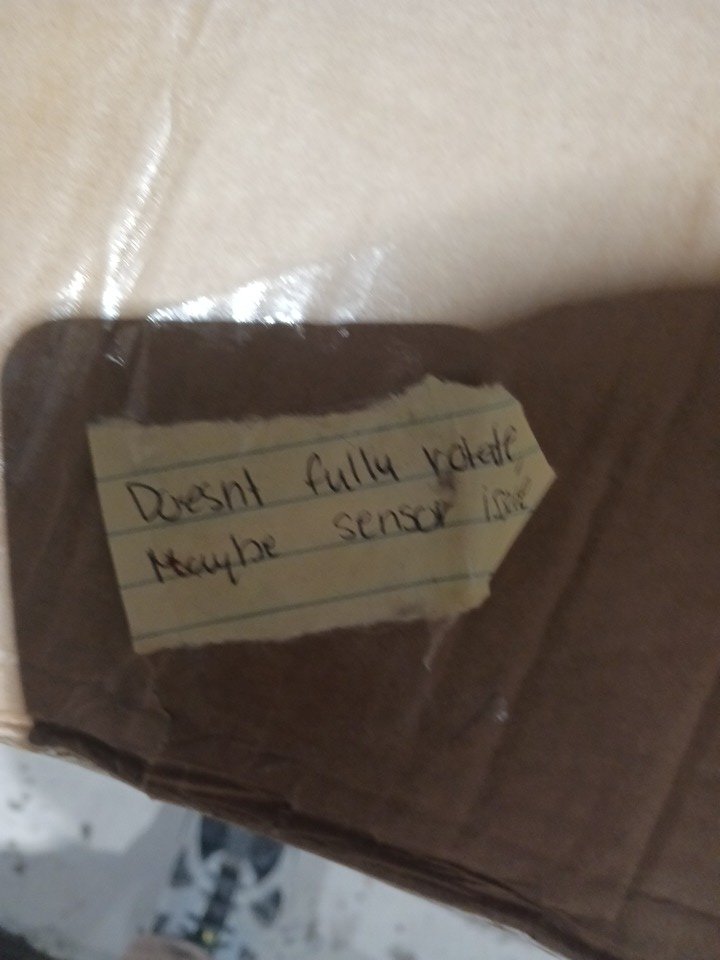 Doesnt fully rotate
Maybe sensor issue